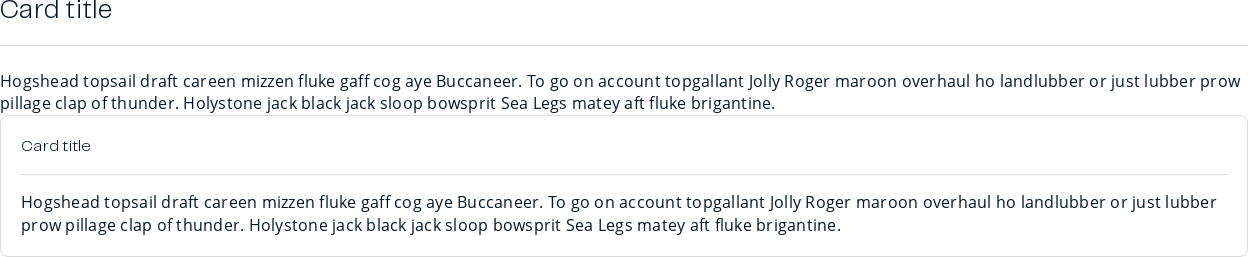 Card title
Hogshead topsail draft careen mizzen fluke gaff cog aye Buccaneer. To go on account topgallant Jolly Roger maroon overhaul ho landlubber or just lubber prow
pillage clap of thunder. Holystone jack black jack sloop bowsprit Sea Legs matey aft fluke brigantine.
Card title
Hogshead topsail draft careen mizzen fluke gaff cog aye Buccaneer. To go on account topgallant Jolly Roger maroon overhaul ho landlubber or just lubber
prow pillage clap of thunder. Holystone jack black jack sloop bowsprit Sea Legs matey aft fluke brigantine.